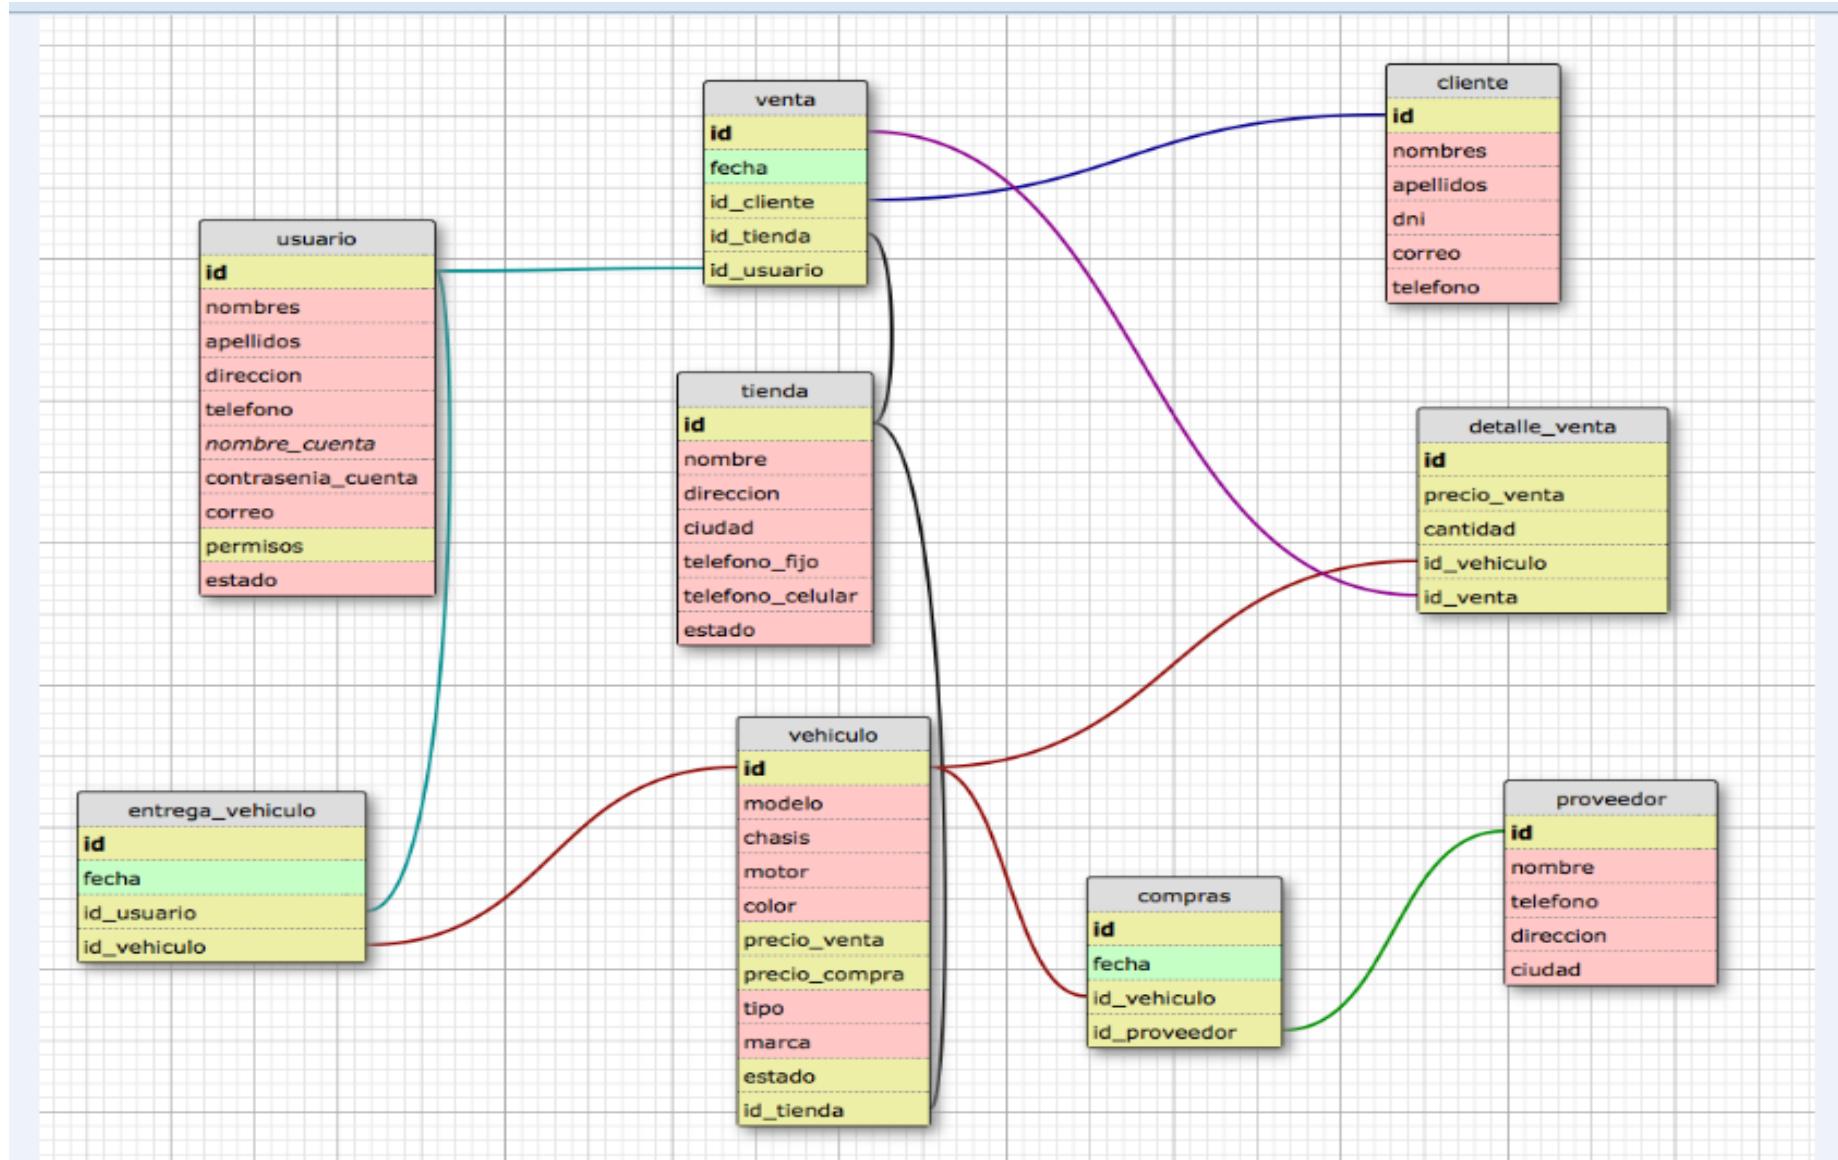 venta
id
fecha
id_cliente
id_tienda
id_usuario
cliente
id
nombres
apellidos
dni
correo
telefono
usuario
id
nombres
apellidos
direccion
telefono
nombre_cuenta
contrasenia_cuenta
correo
permisos
estado
tienda
id
nombre
direccion
ciudad
telefono_fijo
telefono_celular
estado
detalle_venta
id
precio_venta
cantidad
id_vehiculo
id_venta
entrega_vehiculo
id
fecha
id_usuario
id_vehiculo
vehiculo
id
modelo
chasis
motor
color
precio_venta
precio_compra
tipo
marca
estado
id_tienda
compras
id
fecha
id_vehiculo
id_proveedor
proveedor
id
nombre
telefono
direccion
ciudad